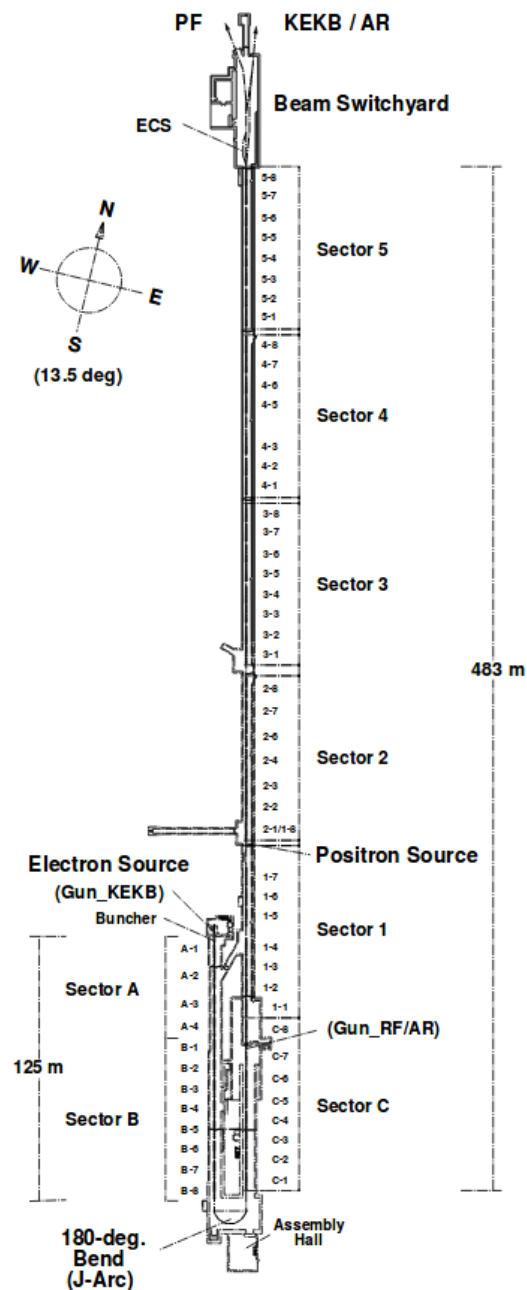 PF KEKB / AR
Beam Switchyard
ECS
N
W
E
S
(13.5 deg)
5-8
5-7
5-6
5-5
5-4
5-3
5-2
5-1
Sector 5
4-8
4-7
4-6
4-5
4-3
4-2
4-1
Sector 4
3-8
3-7
3-6
3-5
3-4
3-3
3-2
3-1
Sector 3
483 m
2-8
2-7
2-6
2-4
2-3
2-2
2-1/1-8
Sector 2
Positron Source
Electron Source
(Gun_KEKB)
Buncher
1-7
1-6
1-5
1-4
1-3
1-2
1-1
Sector 1
(Gun_RF/AR)
A-1
A-2
A-3
A-4
Sector A
125 m
B-1
B-2
B-3
B-4
B-5
B-6
B-7
B-8
Sector B
C-8
C-7
C-6
C-5
C-4
C-3
C-2
C-1
Sector C
180-deg.
Bend
(J-Arc)
Assembly
Hall